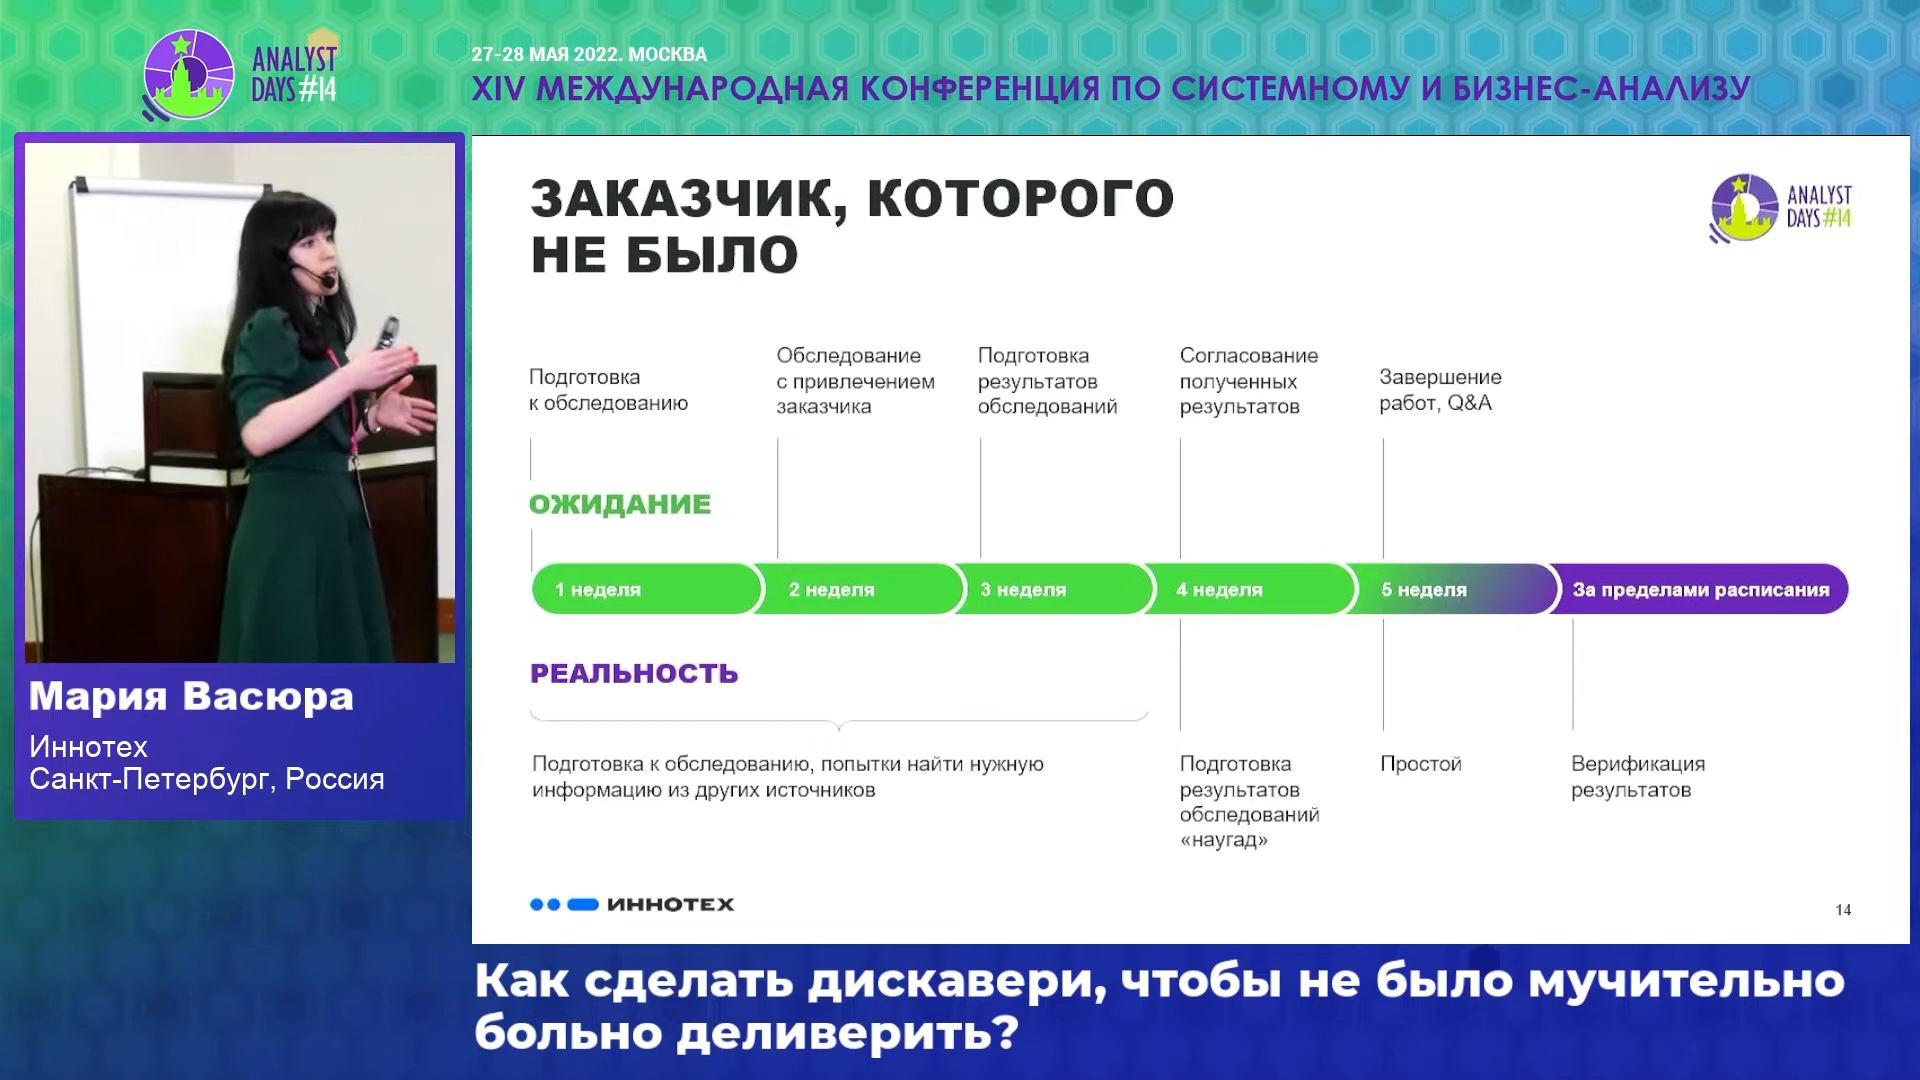 ANALYST
DAYS #14
27-28 МАЯ 2022. МОСКВА
XIV МЕЖДУНАРОДНАЯ КОНФЕРЕНЦИЯ ПО СИСТЕМНОМУ И БИЗНЕС-АНАЛИЗУ
Мария Васюра
Иннотех
Санкт-Петербург, Россия
ЗАКАЗЧИК, КОТОРОГО
НЕ БЫЛО
ANALYST
DAYS #14
Подготовка
к обследованию
Обследование
с привлечением
заказчика
Подготовка
результатов
обследований
Согласование
полученных
результатов
Завершение
работ, Q&A
ОЖИДАНИЕ
1 неделя
2 неделя
3 неделя
4 неделя
5 неделя
За пределами расписания
РЕАЛЬНОСТЬ
Подготовка к обследованию, попытки найти нужную
информацию из других источников
Подготовка
результатов
обследований
«наугад»
Простой
Верификация
результатов
ИННОТЕХ
14
Как сделать дискавери, чтобы не было мучительно
больно деливерить?